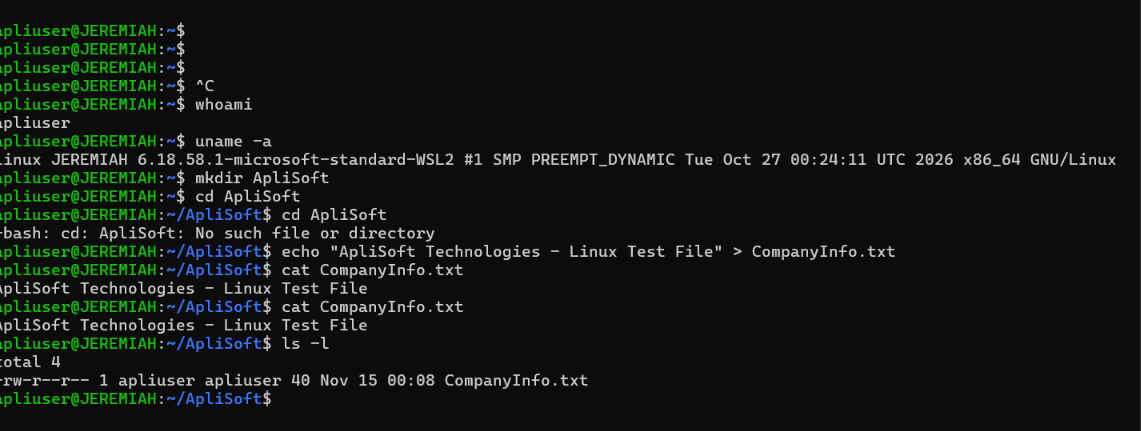 apliuser@JEREMIAH:~$
apliuser@JEREMIAH:~$
apliuser@JEREMIAH:~$
apliuser@JEREMIAH:~$ ^C
apliuser@JEREMIAH:~$ whoami
apliuser
apliuser@JEREMIAH:~$ uname -a
Linux JEREMIAH 6.18.58.1-microsoft-standard-WSL2 #1 SMP PREEMPT_DYNAMIC Tue Oct 27 00:24:11 UTC 2026 x86_64 GNU/Linux
apliuser@JEREMIAH:~$ mkdir ApliSoft
apliuser@JEREMIAH:~$ cd ApliSoft
apliuser@JEREMIAH:~/ApliSoft$ cd ApliSoft
-bash: cd: ApliSoft: No such file or directory
apliuser@JEREMIAH:~/ApliSoft$ echo "ApliSoft Technologies - Linux Test File" > CompanyInfo.txt
apliuser@JEREMIAH:~/ApliSoft$ cat CompanyInfo.txt
ApliSoft Technologies - Linux Test File
apliuser@JEREMIAH:~/ApliSoft$ cat CompanyInfo.txt
ApliSoft Technologies - Linux Test File
apliuser@JEREMIAH:~/ApliSoft$ ls -l
total 4
-rw-r--r-- 1 apliuser apliuser 40 Nov 15 00:08 CompanyInfo.txt
apliuser@JEREMIAH:~/ApliSoft$